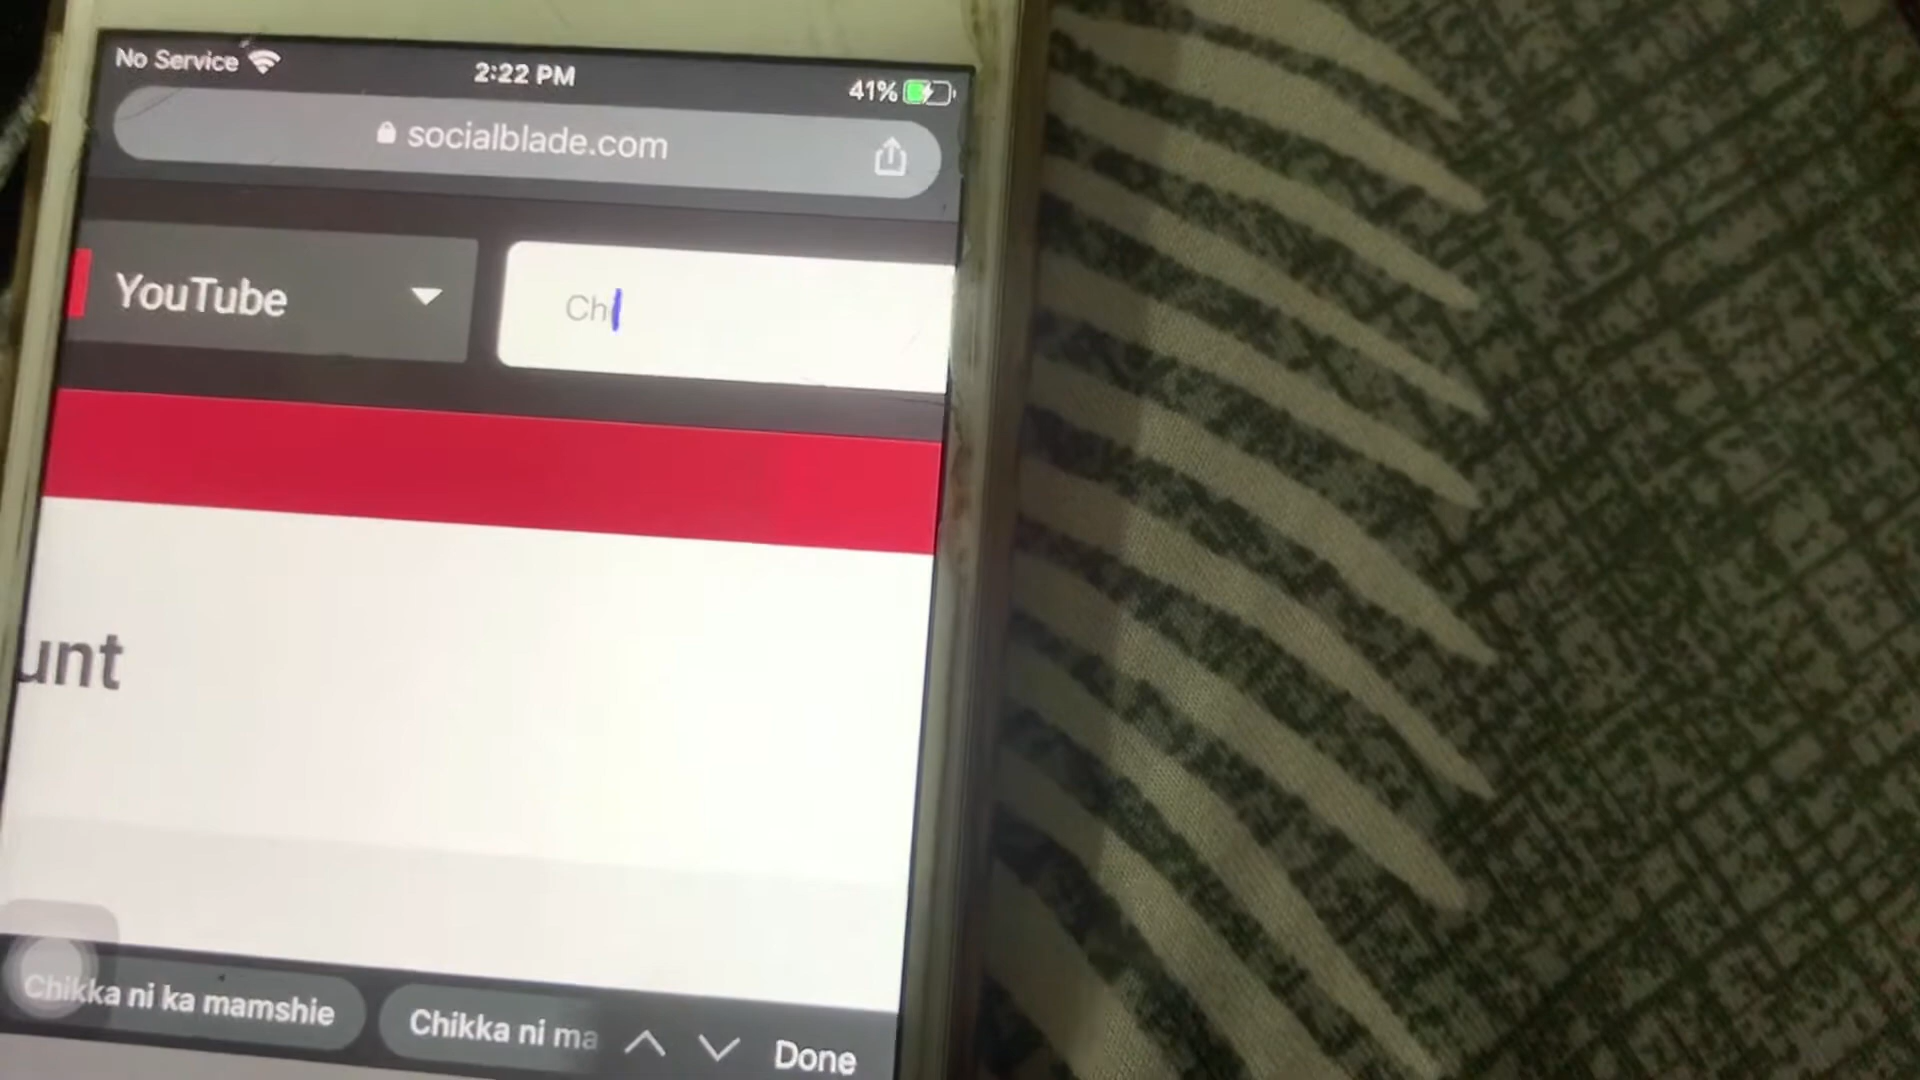 No Service
2:22 PM
41%
socialblade.com
YouTube
Ch
unt
Chikka ni ka mamshie
Chikka ni ma
Done